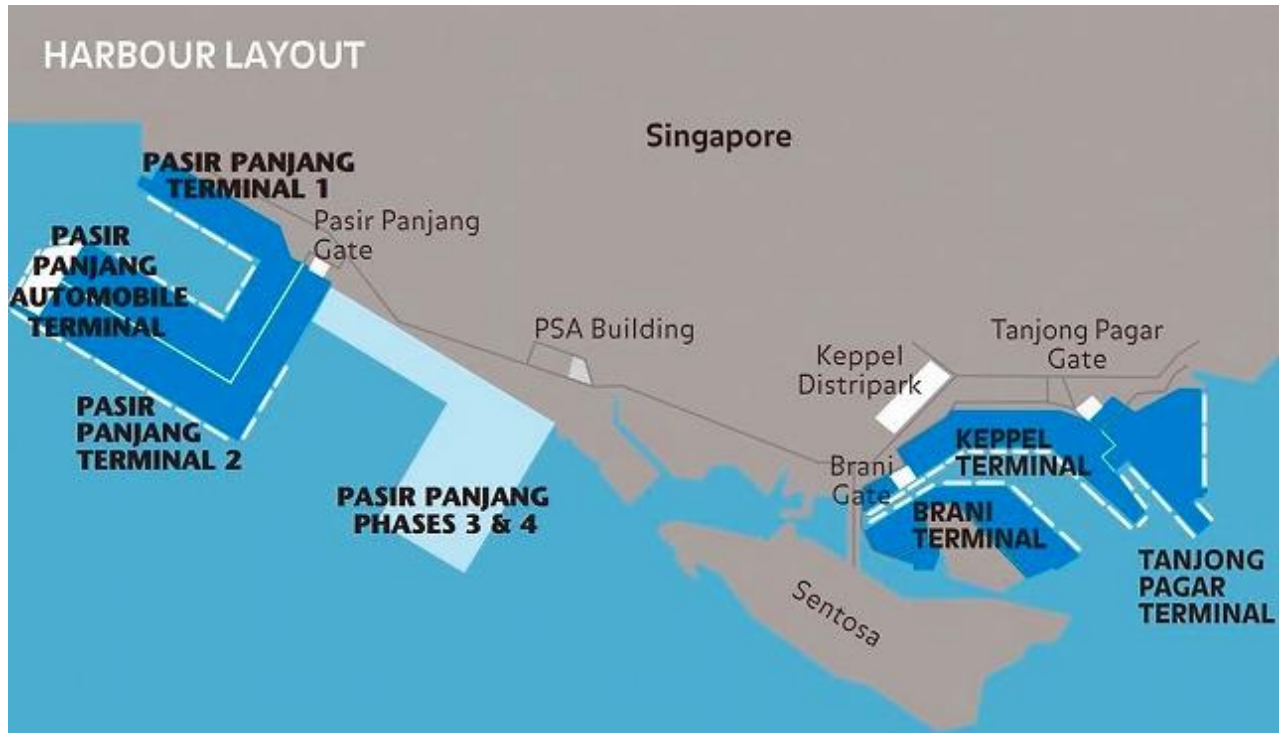 HARBOUR LAYOUT
Singapore
PASIR PANJANG
TERMINAL 1
Pasir Panjang
Gate
PASIR
PANJANG
AUTOMOBILE
TERMINAL
PSA Building
Keppel
Distripark
Tanjong Pagar
Gate
PASIR
PANJANG
TERMINAL 2
KEPPEL
TERMINAL
Brani
Gate
PASIR PANJANG
PHASES 3 & 4
BRANI
TERMINAL
TANJONG
PAGAR
TERMINAL
Sentosa